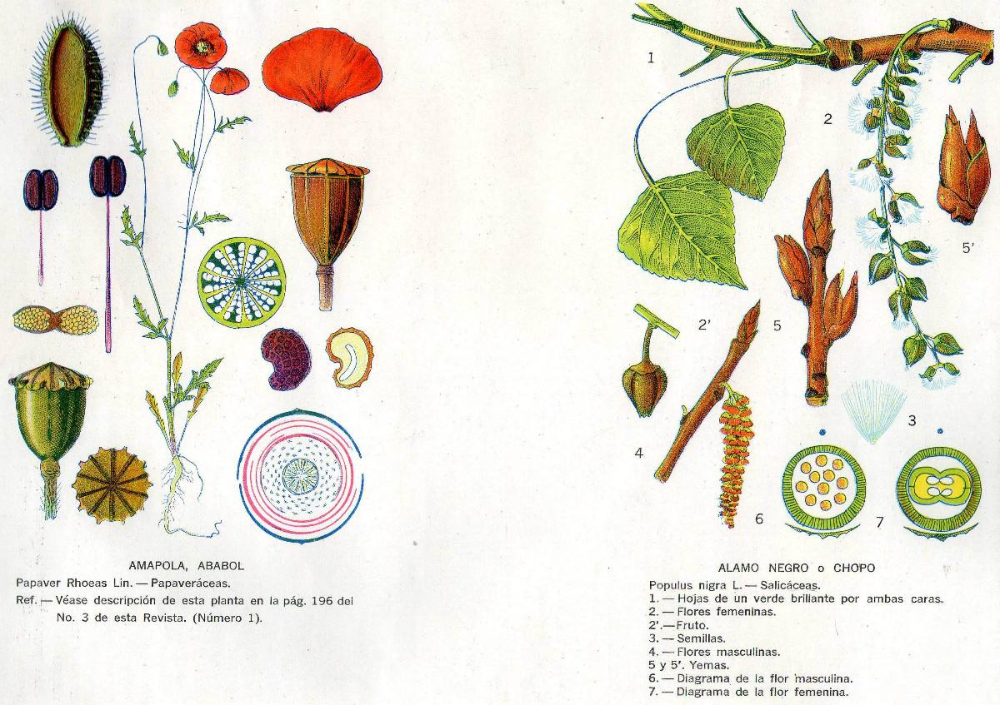 AMAPOLA, ABABOL
Papaver Rhoeas Lin. — Papaveráceas.
Ref. — Véase descripción de esta planta en la pág. 196 del
No. 3 de esta Revista. (Número 1).
1
2
5'
2'
5
3
4
6
7
ALAMO NEGRO o CHOPO
Populus nigra L. — Salicáceas.
1. — Hojas de un verde brillante por ambas caras.
2. — Flores femeninas.
2'.—Fruto.
3. — Semillas.
4. — Flores masculinas.
5 y 5'. Yemas.
6. — Diagrama de la flor masculina.
7. — Diagrama de la flor femenina.